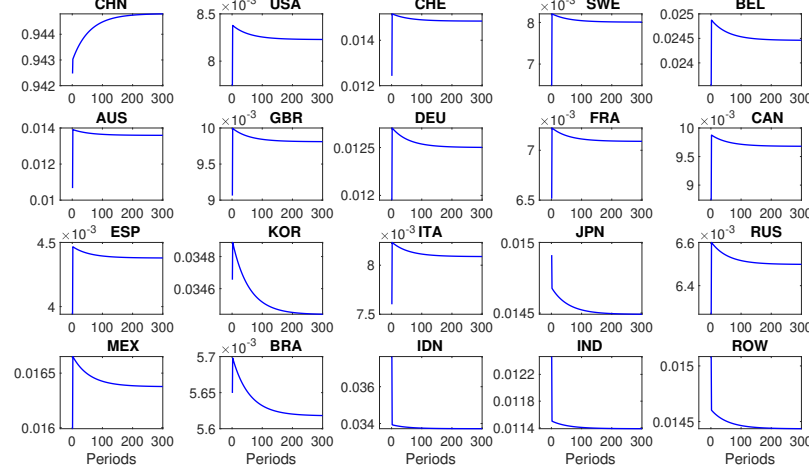 CHN USA CHE SWE BEL
×10⁻³ ×10⁻³
0.944 0.943 0.942
8.5 8
0.014 0.012
8 7
0.025 0.0245 0.024
0 100 200 300 0 100 200 300 0 100 200 300 0 100 200 300 0 100 200 300
AUS GBR DEU FRA CAN
×10⁻³ ×10⁻³ ×10⁻³
0.014 0.012 0.01
10 9.5 9
0.0125 0.012
7 6.5
10 9.5 9
0 100 200 300 0 100 200 300 0 100 200 300 0 100 200 300 0 100 200 300
ESP KOR ITA JPN RUS
×10⁻³ ×10⁻³ ×10⁻³
4.5 4
0.0348 0.0346
8 7.5
0.015 0.0145
6.6 6.4
0 100 200 300 0 100 200 300 0 100 200 300 0 100 200 300 0 100 200 300
MEX BRA IDN IND ROW
×10⁻³
0.0165 0.016
5.7 5.65 5.6
0.036 0.034
0.0122 0.0118 0.0114
0.015 0.0145
0 100 200 300 0 100 200 300 0 100 200 300 0 100 200 300 0 100 200 300
Periods Periods Periods Periods Periods